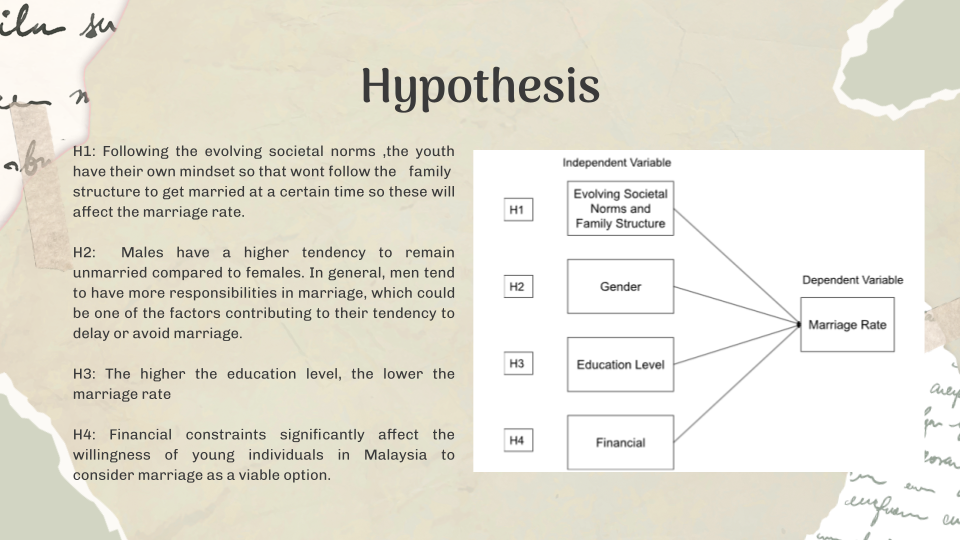 Hypothesis
H1: Following the evolving societal norms ,the youth
have their own mindset so that wont follow the family
structure to get married at a certain time so these will
affect the marriage rate.
H2: Males have a higher tendency to remain
unmarried compared to females. In general, men tend
to have more responsibilities in marriage, which could
be one of the factors contributing to their tendency to
delay or avoid marriage.
H3: The higher the education level, the lower the
marriage rate
H4: Financial constraints significantly affect the
willingness of young individuals in Malaysia to
consider marriage as a viable option.
Independent Variable
H1
Evolving Societal
Norms and
Family Structure
H2
Gender
H3
Education Level
H4
Financial
Dependent Variable
Marriage Rate